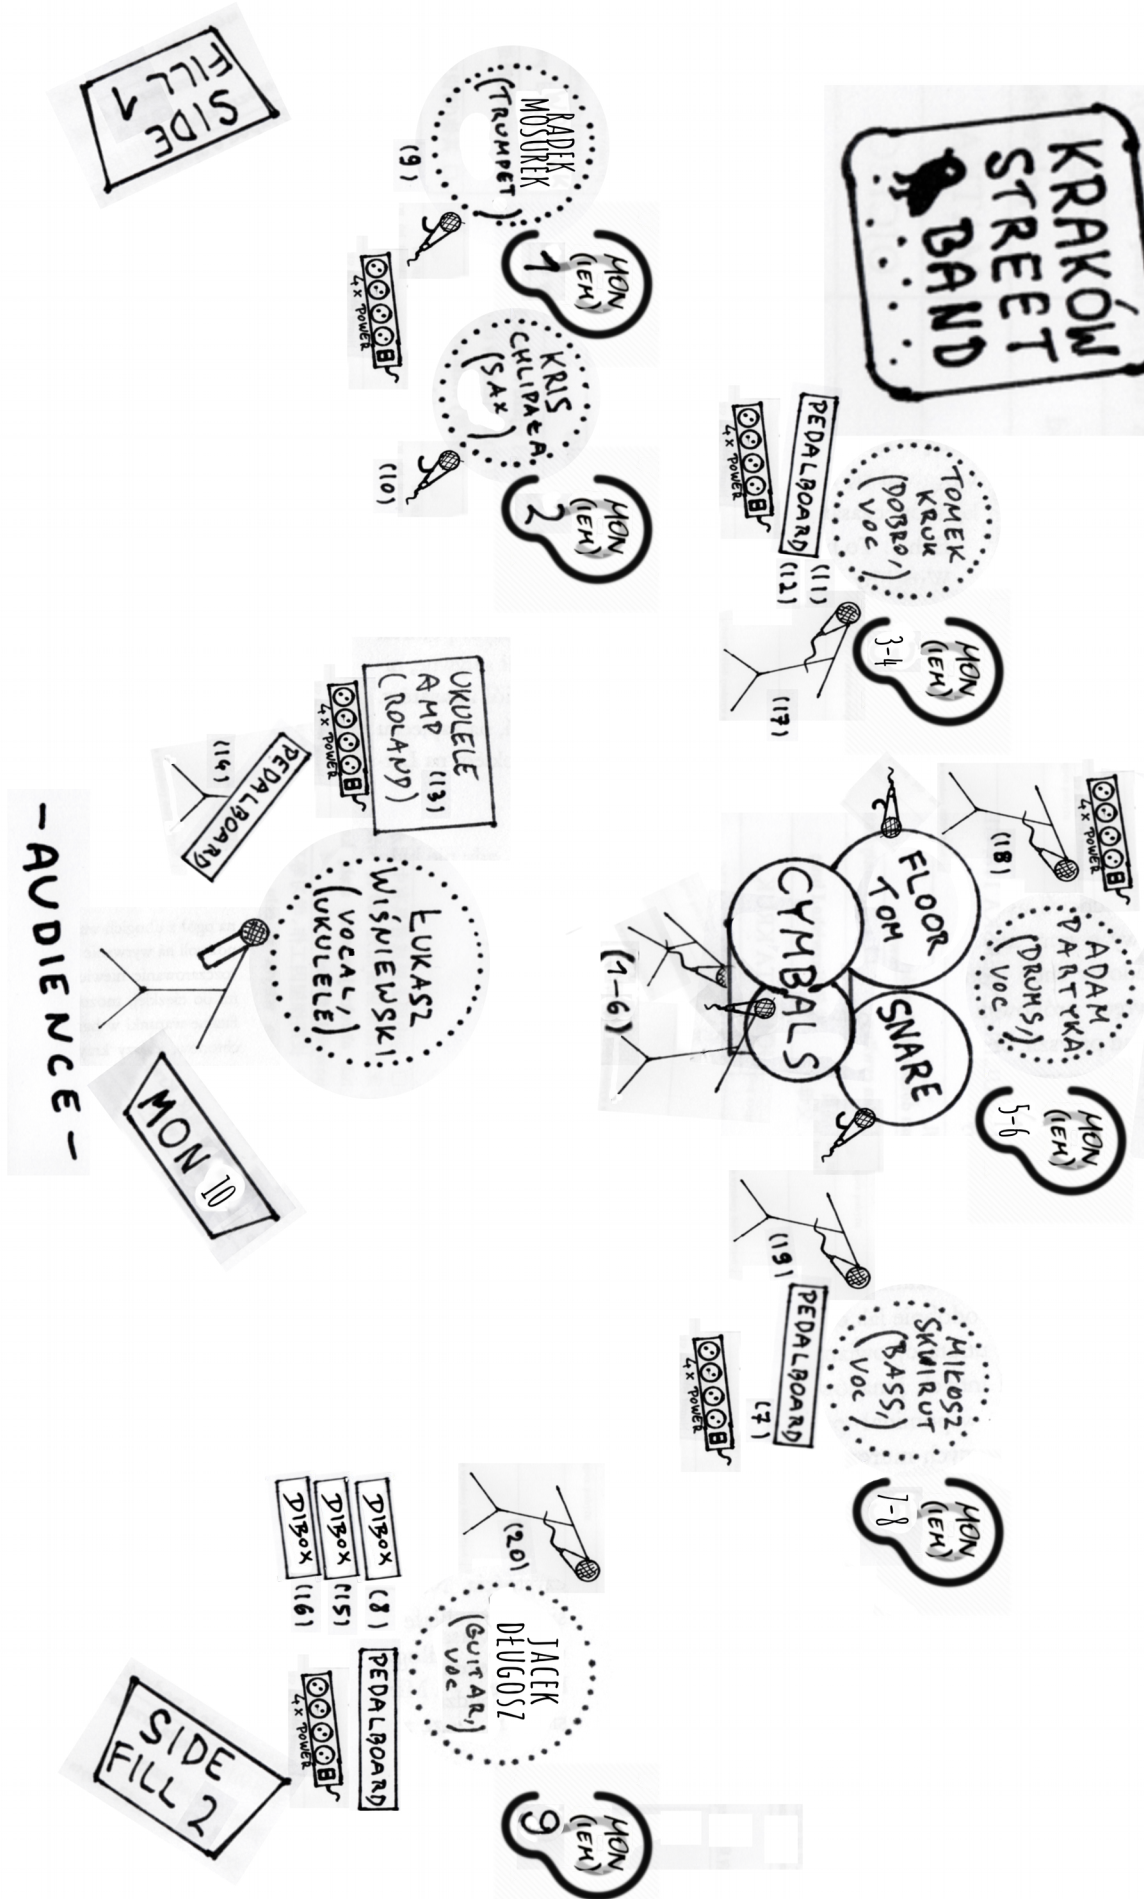 KRAKÓW
STREET
BAND
ADAM
PARTYKA
(DRUMS,
VOC)
4x POWER
(18)
MON
(IEM)
5-6
FLOOR
TOM
SNARE
CYMBALS
(1-6)
TOMEK
KRUK
(DOBRO,
VOC)
PEDALBOARD
4x POWER
(11)
(12)
MON
(IEM)
3-4
(17)
(19)
MIŁOSZ
SKWIRUT
(BASS,
VOC)
PEDALBOARD
(7)
4x POWER
MON
(IEM)
7-8
RADEK
MOSUREK
(TRUMPET)
(9)
MON
(IEM)
1
4x POWER
KRIS
CHLIPAŁA
(SAX)
(10)
MON
(IEM)
2
UKULELE
AMP (13)
(ROLAND)
4x POWER
PEDALBOARD
(14)
ŁUKASZ
WIŚNIEWSKI
(VOCAL,
UKULELE)
MON 10
(20)
JACEK
DŁUGOSZ
(GUITAR,
VOC)
DIBOX (8)
DIBOX (15)
DIBOX (16)
PEDALBOARD
4x POWER
MON
(IEM)
9
SIDE
FILL 1
SIDE
FILL 2
- AUDIENCE -